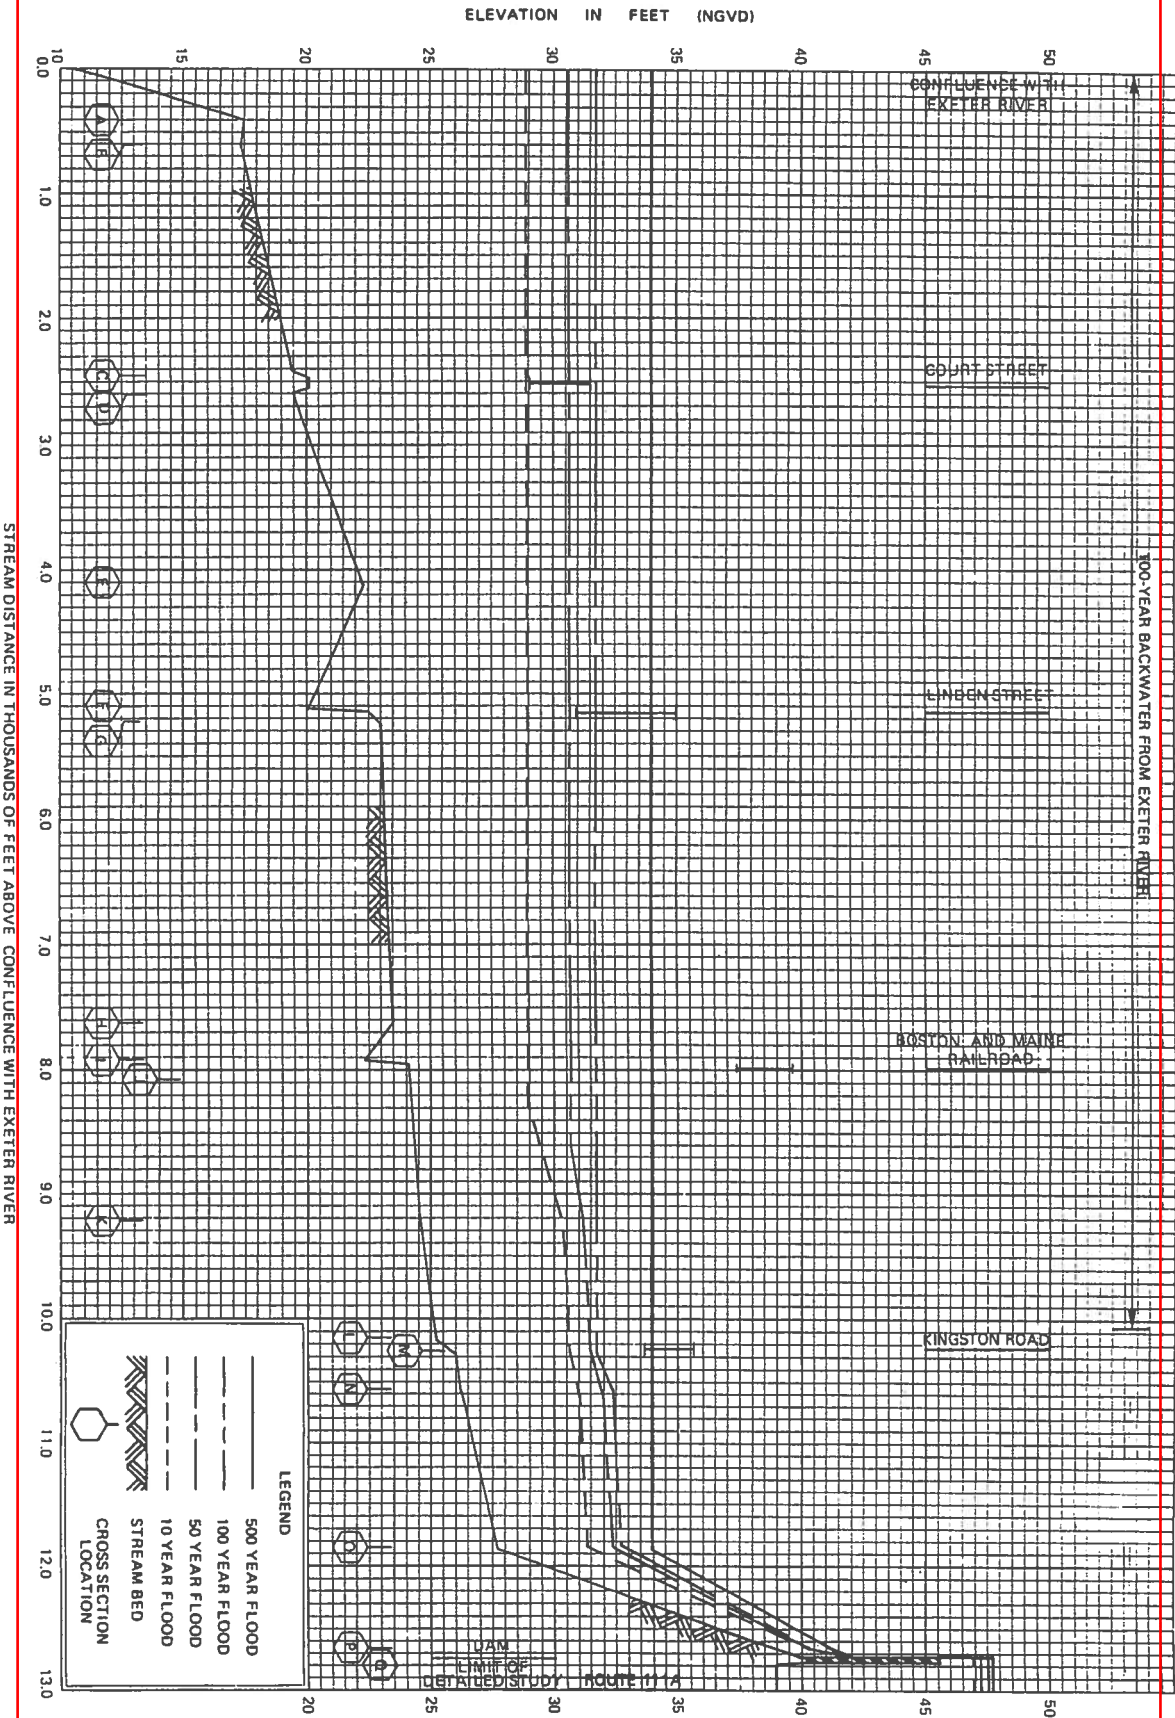 ELEVATION IN FEET (NGVD)
10
15
20
25
30
35
40
45
50
CONFLUENCE WITH
EXETER RIVER
COURT STREET
LINDEN STREET
BOSTON AND MAINE
RAILROAD
KINGSTON ROAD
100-YEAR BACKWATER FROM EXETER RIVER
DAM
LIMIT OF
DETAILED STUDY
ROUTE 111A
20
25
30
35
40
45
50
0.0
1.0
2.0
3.0
4.0
5.0
6.0
7.0
8.0
9.0
10.0
11.0
12.0
13.0
A
B
C
D
E
F
G
H
I
K
L
M
N
O
P
Q
STREAM DISTANCE IN THOUSANDS OF FEET ABOVE CONFLUENCE WITH EXETER RIVER
LEGEND
500 YEAR FLOOD
100 YEAR FLOOD
50 YEAR FLOOD
10 YEAR FLOOD
STREAM BED
CROSS SECTION
LOCATION